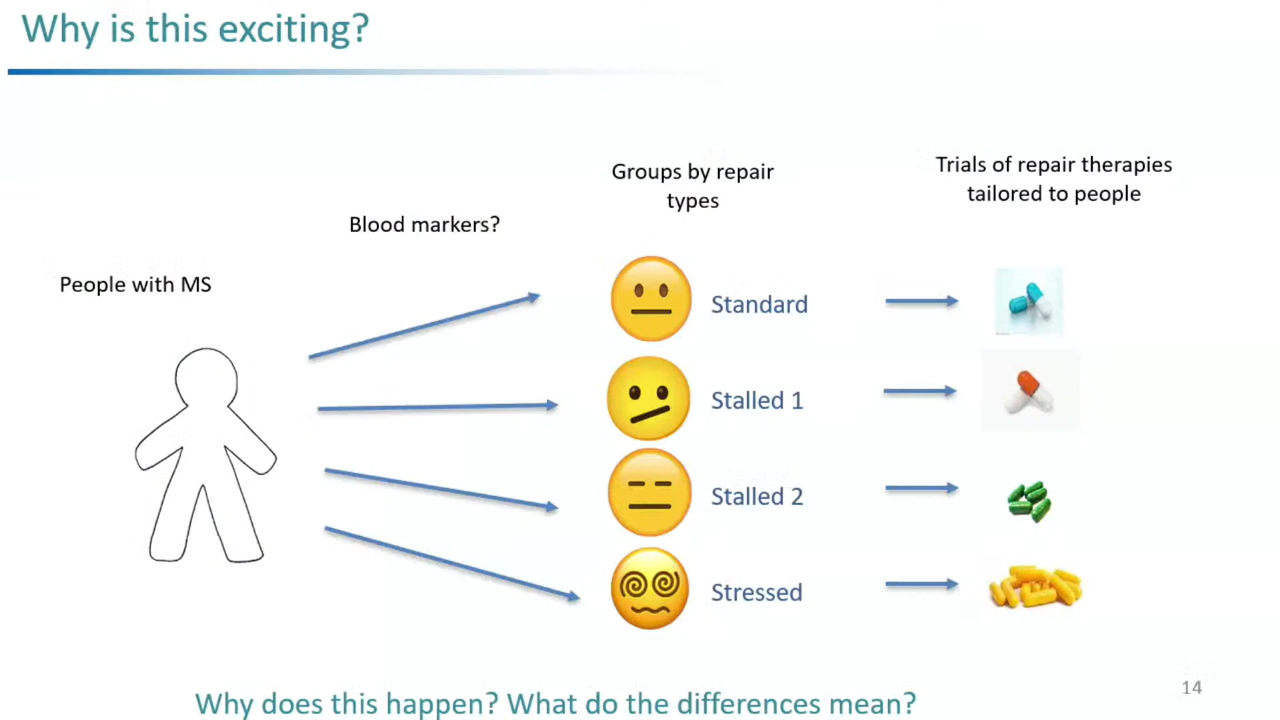 Why is this exciting?
Groups by repair
types
Trials of repair therapies
tailored to people
Blood markers?
People with MS
Standard
Stalled 1
Stalled 2
Stressed
14
Why does this happen? What do the differences mean?